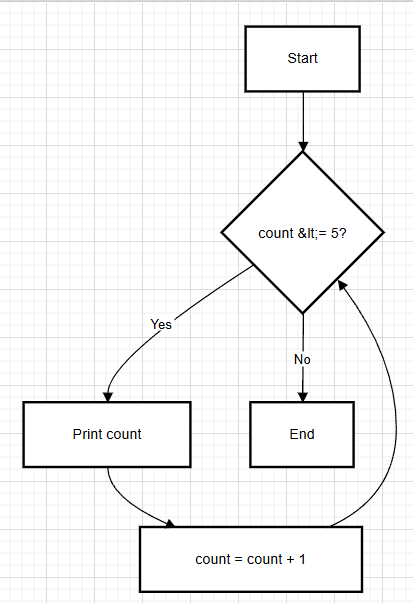 Start
count &lt;= 5?
Yes
No
Print count
End
count = count + 1